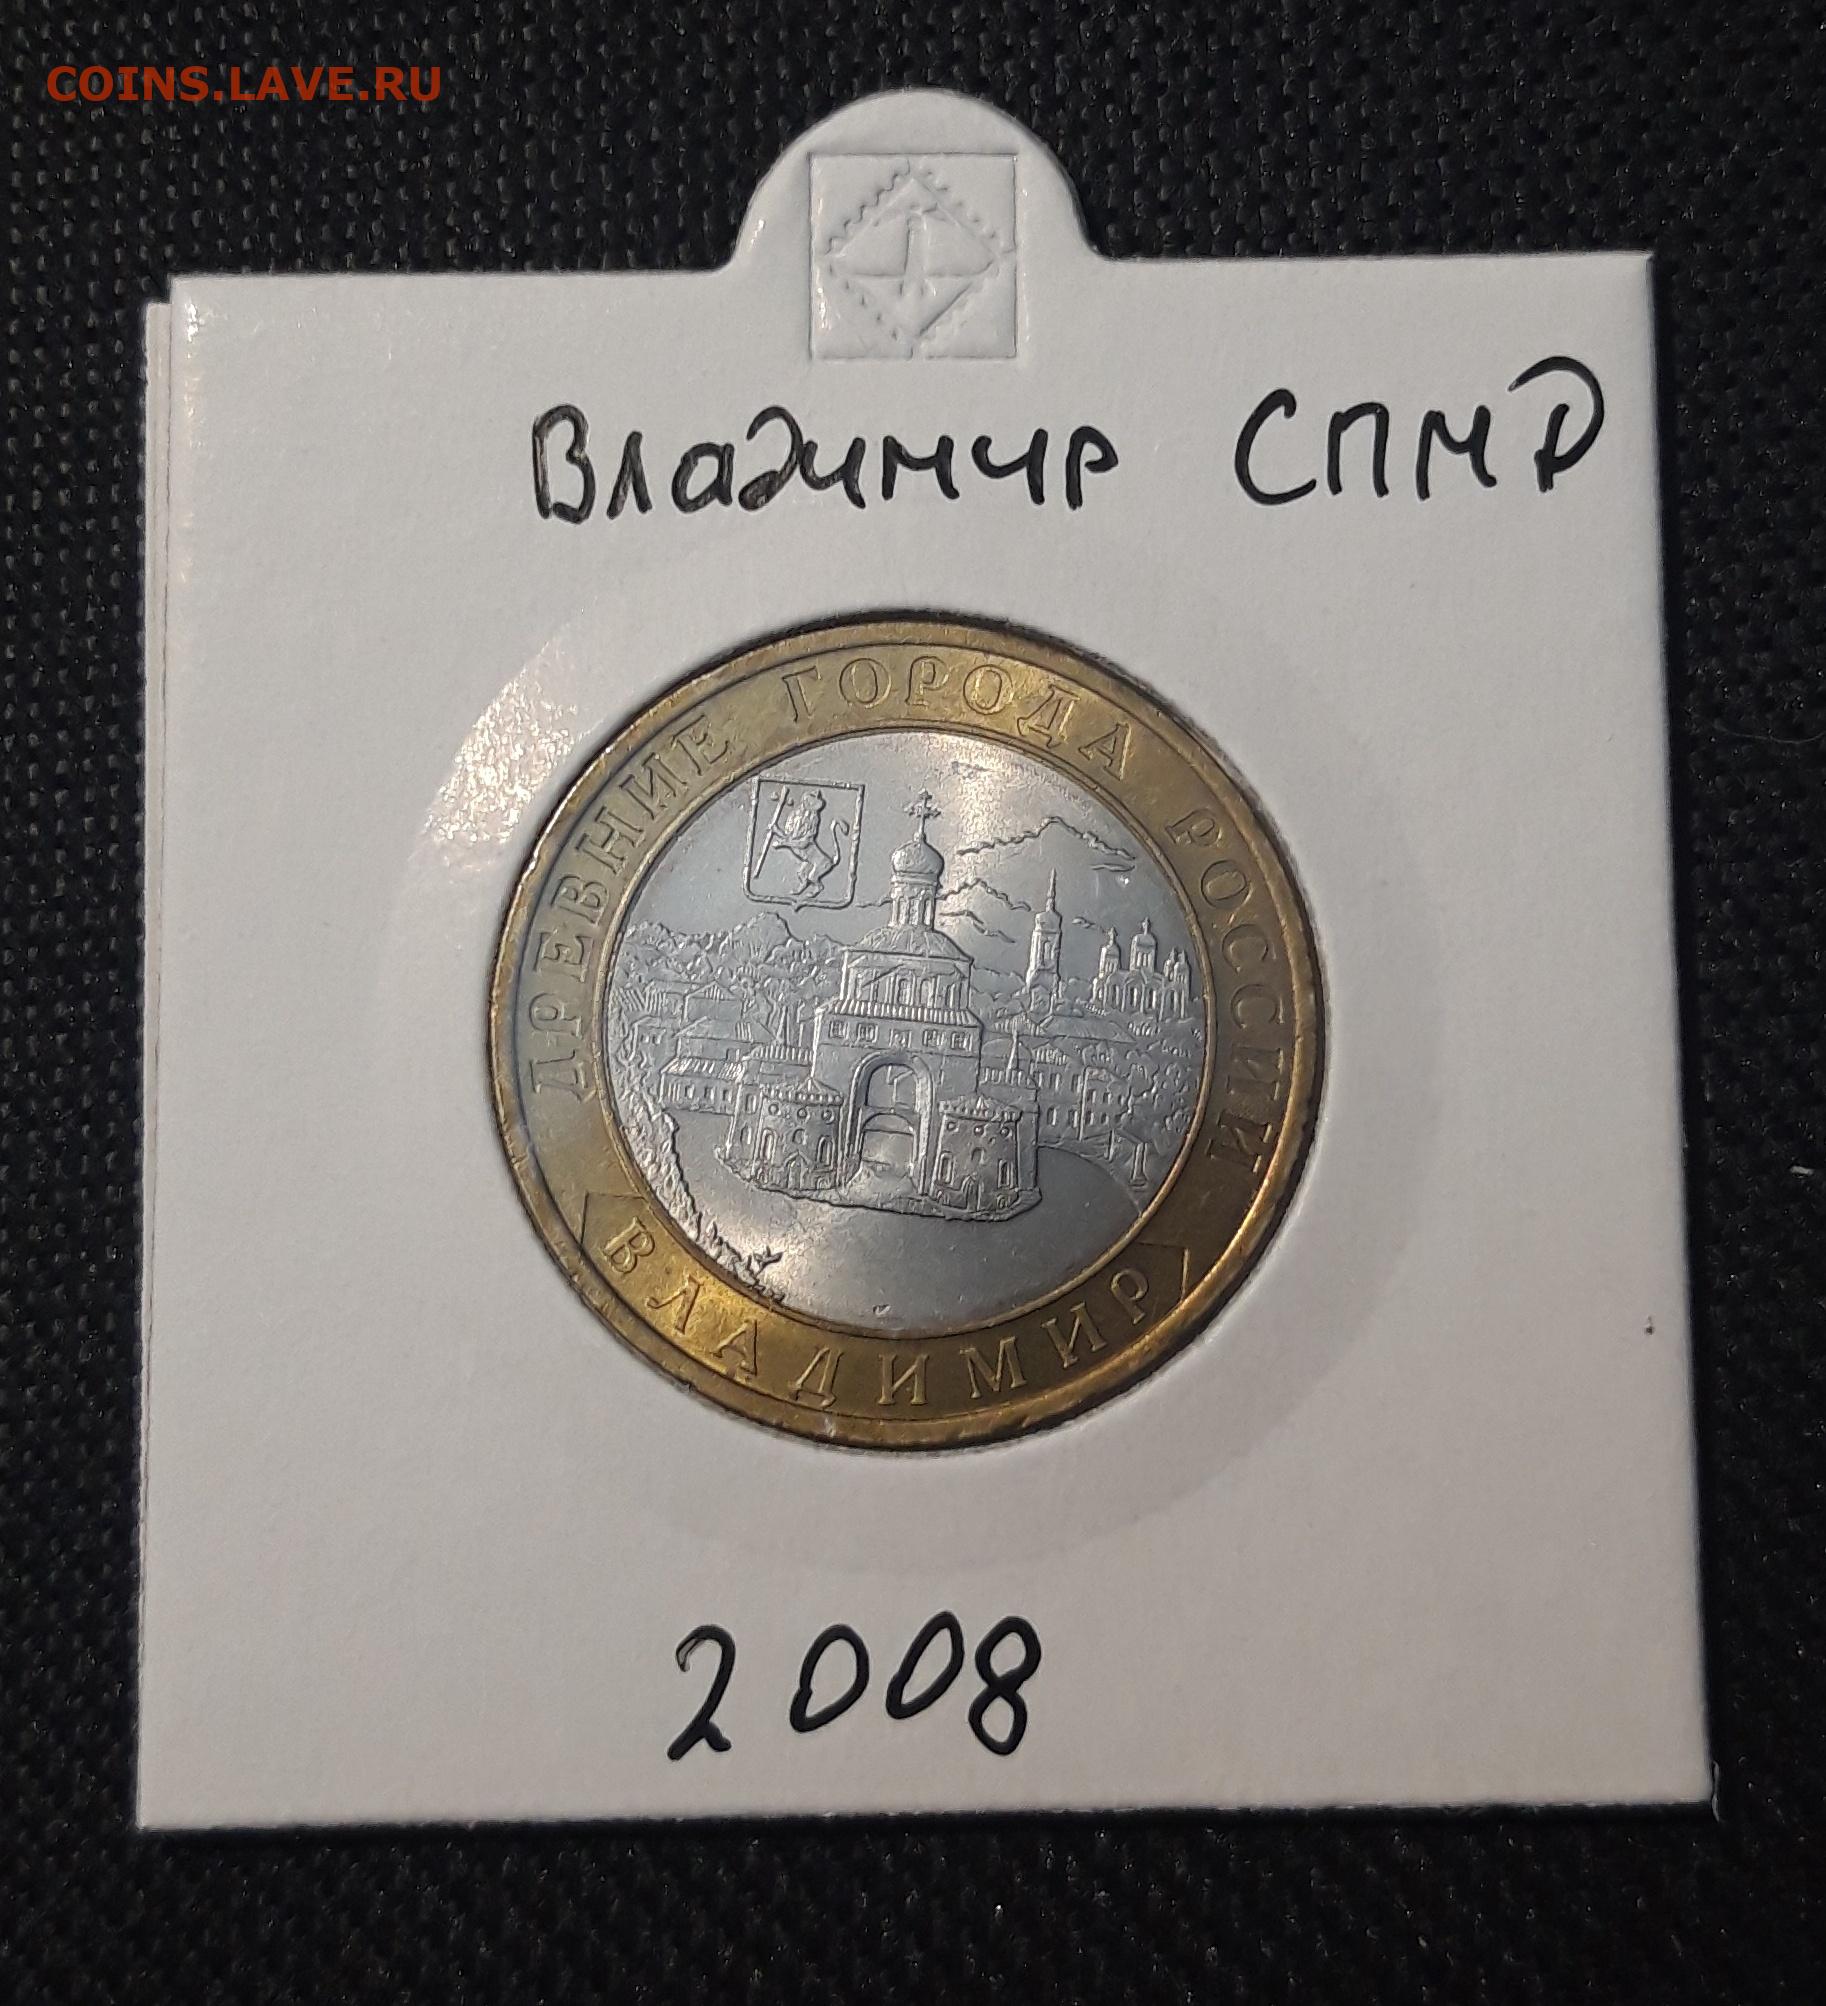 COINS.LAVE.RU
Владимир СПМД
ДРЕВНИЕ ГОРОДА РОССИИ
ВЛАДИМИР
2008